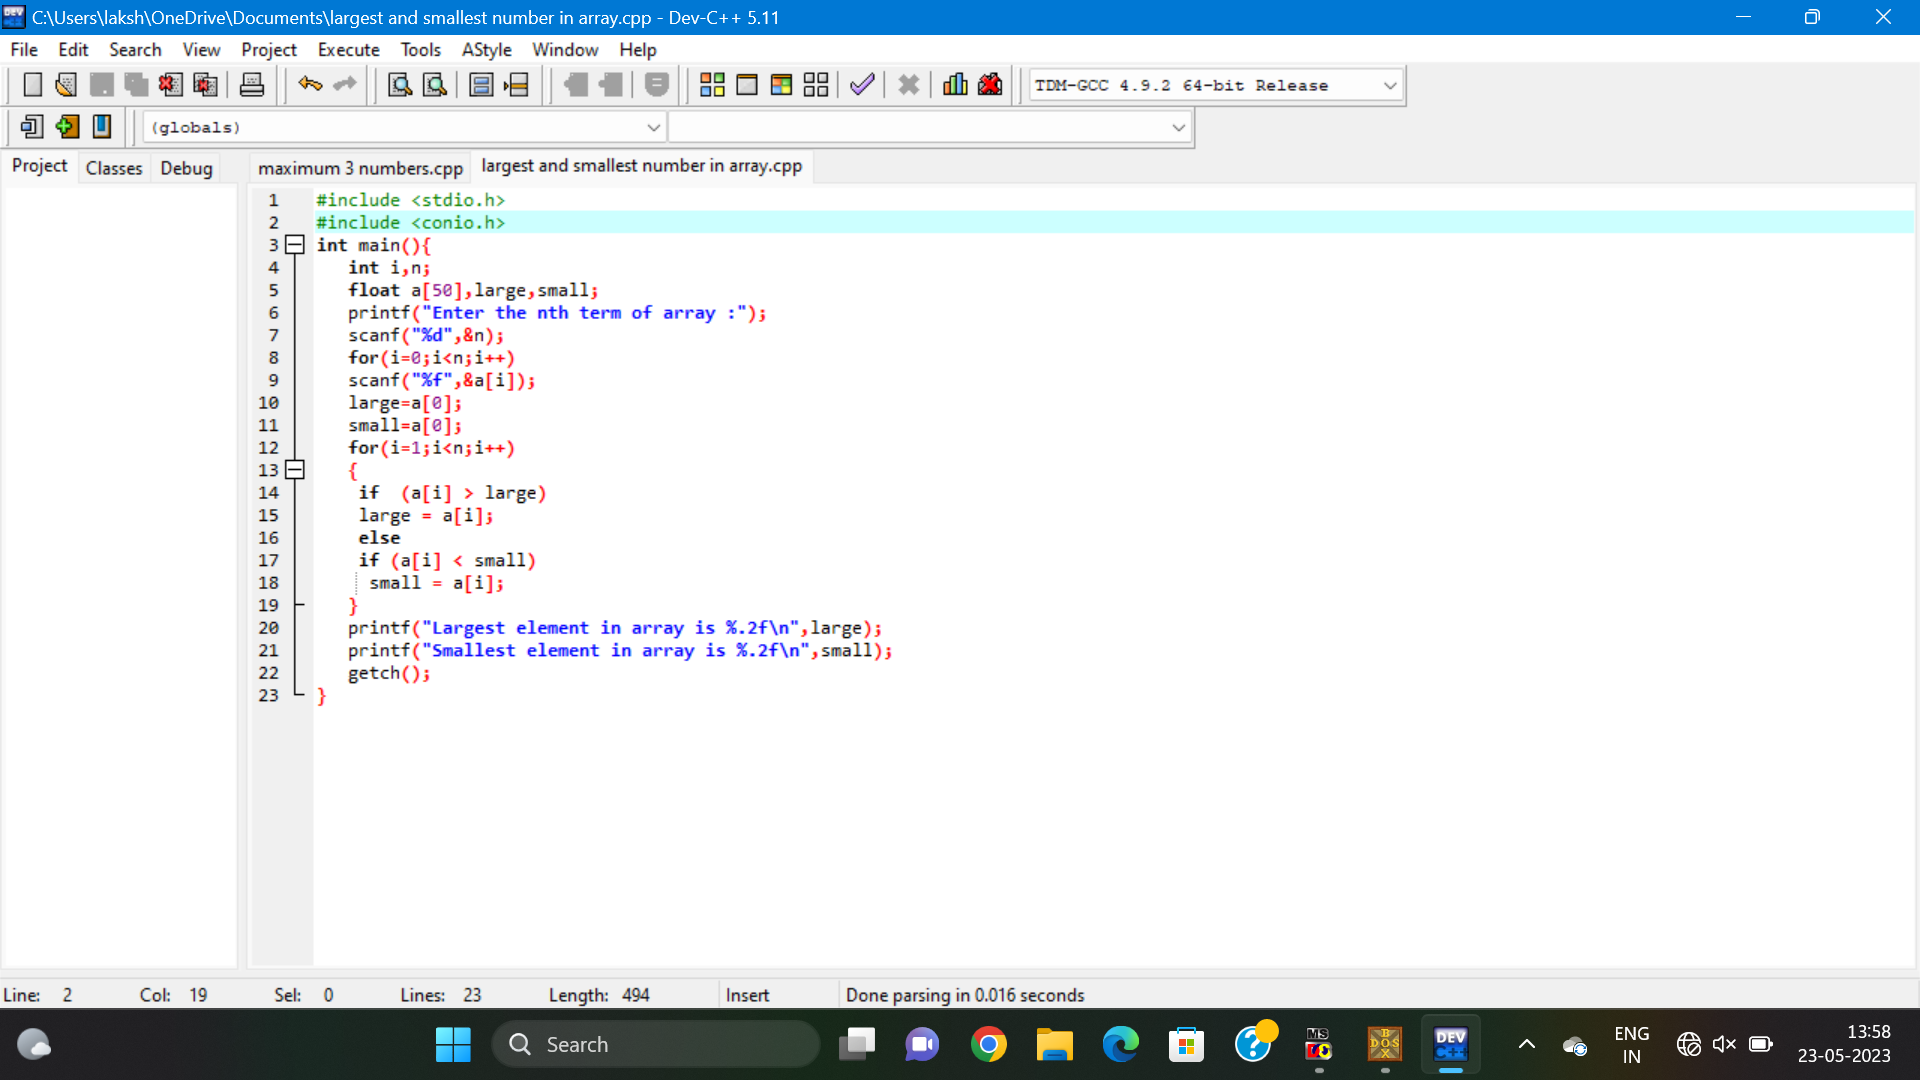 C:\Users\laksh\OneDrive\Documents\largest and smallest number in array.cpp - Dev-C++ 5.11
File Edit Search View Project Execute Tools AStyle Window Help
TDM-GCC 4.9.2 64-bit Release
(globals)
Project Classes Debug maximum 3 numbers.cpp largest and smallest number in array.cpp
1 #include <stdio.h>
2 #include <conio.h>
3 int main(){
4 int i,n;
5 float a[50],large,small;
6 printf("Enter the nth term of array :");
7 scanf("%d",&n);
8 for(i=0;i<n;i++)
9 scanf("%f",&a[i]);
10 large=a[0];
11 small=a[0];
12 for(i=1;i<n;i++)
13 {
14 if  (a[i] > large)
15 large = a[i];
16 else
17 if (a[i] < small)
18 small = a[i];
19 }
20 printf("Largest element in array is %.2f\n",large);
21 printf("Smallest element in array is %.2f\n",small);
22 getch();
23 }
Line: 2 Col: 19 Sel: 0 Lines: 23 Length: 494 Insert Done parsing in 0.016 seconds
Search
MS
DOS
BOX
DEV
C++
ENG
IN
13:58
23-05-2023